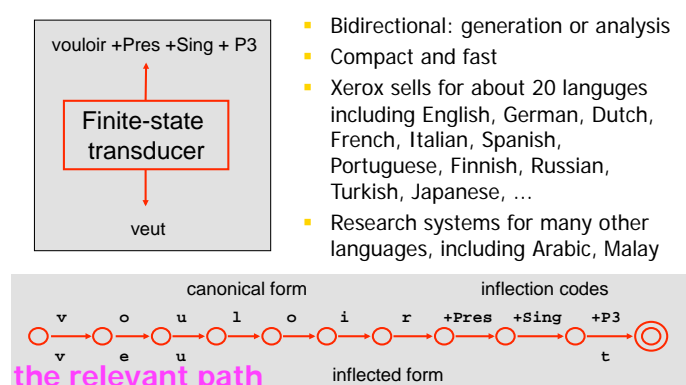 vouloir +Pres +Sing + P3
Finite-state
transducer
veut
▪ Bidirectional: generation or analysis
▪ Compact and fast
▪ Xerox sells for about 20 languges
including English, German, Dutch,
French, Italian, Spanish,
Portuguese, Finnish, Russian,
Turkish, Japanese, …
▪ Research systems for many other
languages, including Arabic, Malay
canonical form inflection codes
v o u l o i r +Pres +Sing +P3
v e u t
the relevant path
inflected form